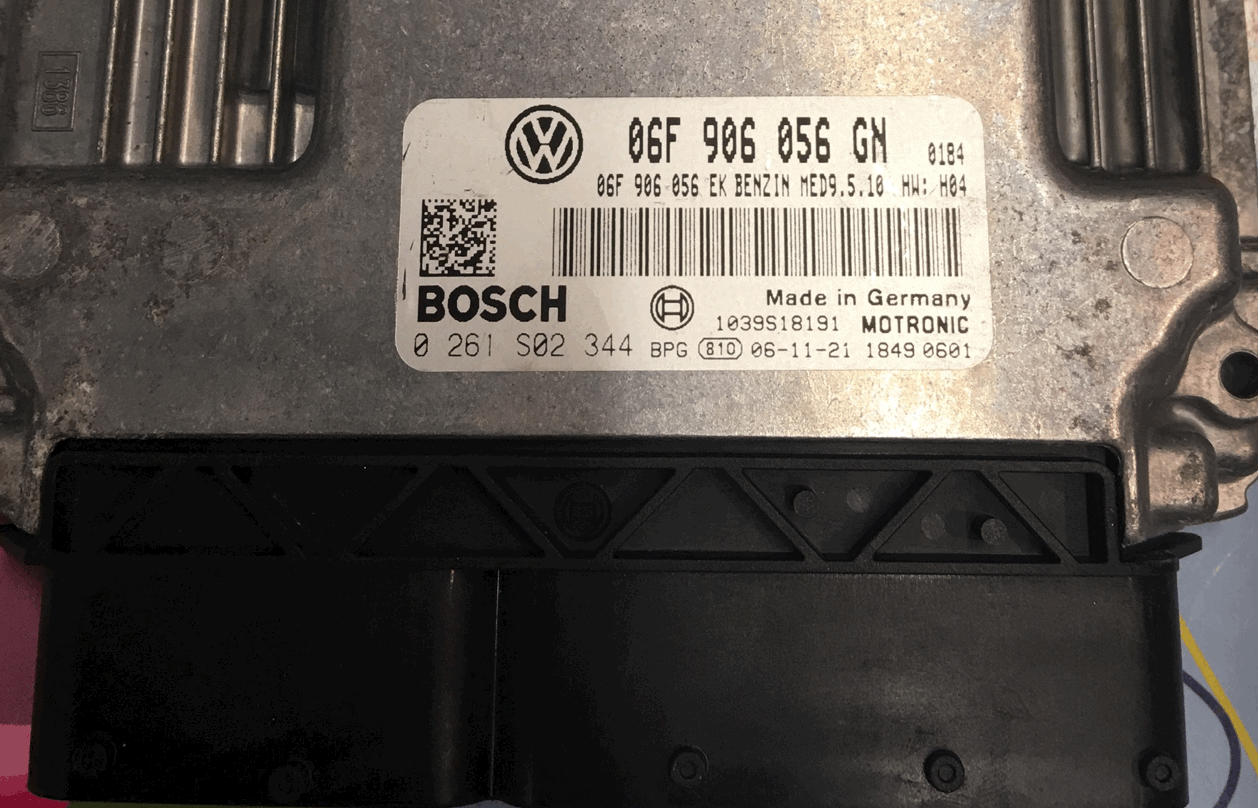 1386
06F 906 056 GN 0184
06F 906 056 EK BENZIN MED9.5.10 HW: H04
BOSCH
Made in Germany
1039S18191 MOTRONIC
0 261 S02 344 BPG 810 06-11-21 1849 0601